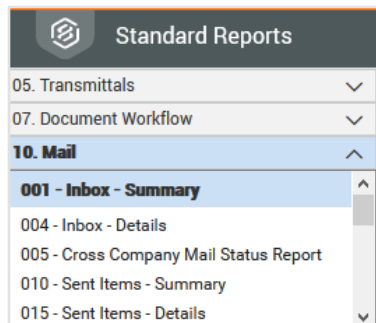 Standard Reports
05. Transmittals
07. Document Workflow
10. Mail
001 - Inbox - Summary
004 - Inbox - Details
005 - Cross Company Mail Status Report
010 - Sent Items - Summary
015 - Sent Items - Details